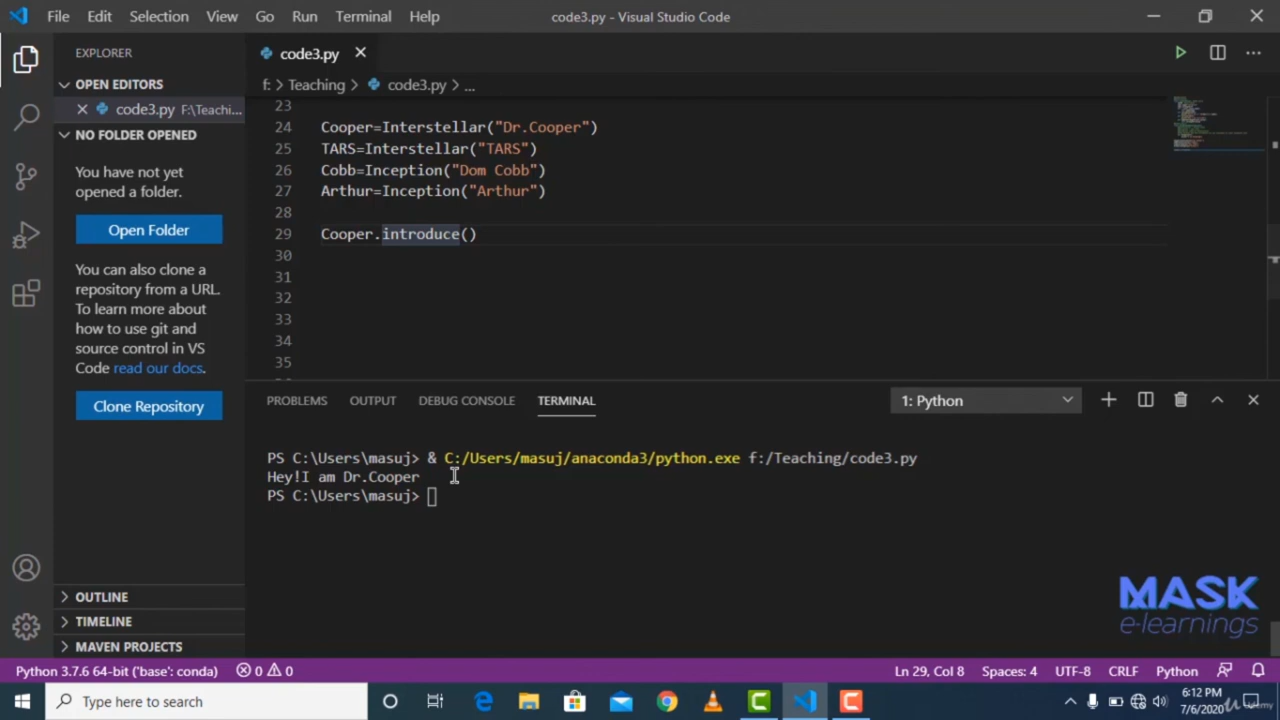 File Edit Selection View Go Run Terminal Help
code3.py - Visual Studio Code
EXPLORER
OPEN EDITORS
code3.py F:\Teachi...
NO FOLDER OPENED
You have not yet
opened a folder.
Open Folder
You can also clone a
repository from a URL.
To learn more about
how to use git and
source control in VS
Code read our docs.
Clone Repository
OUTLINE
TIMELINE
MAVEN PROJECTS
code3.py
f: > Teaching > code3.py > ...
23
24 Cooper=Interstellar("Dr.Cooper")
25 TARS=Interstellar("TARS")
26 Cobb=Inception("Dom Cobb")
27 Arthur=Inception("Arthur")
28
29 Cooper.introduce()
30
31
32
33
34
35
PROBLEMS OUTPUT DEBUG CONSOLE TERMINAL
1: Python
PS C:\Users\masuj> & C:/Users/masuj/anaconda3/python.exe f:/Teaching/code3.py
Hey!I am Dr.Cooper
PS C:\Users\masuj>
MASK
e-learnings
Python 3.7.6 64-bit ('base': conda) 0 0 Ln 29, Col 8 Spaces: 4 UTF-8 CRLF Python
Type here to search
6:12 PM
7/6/2020